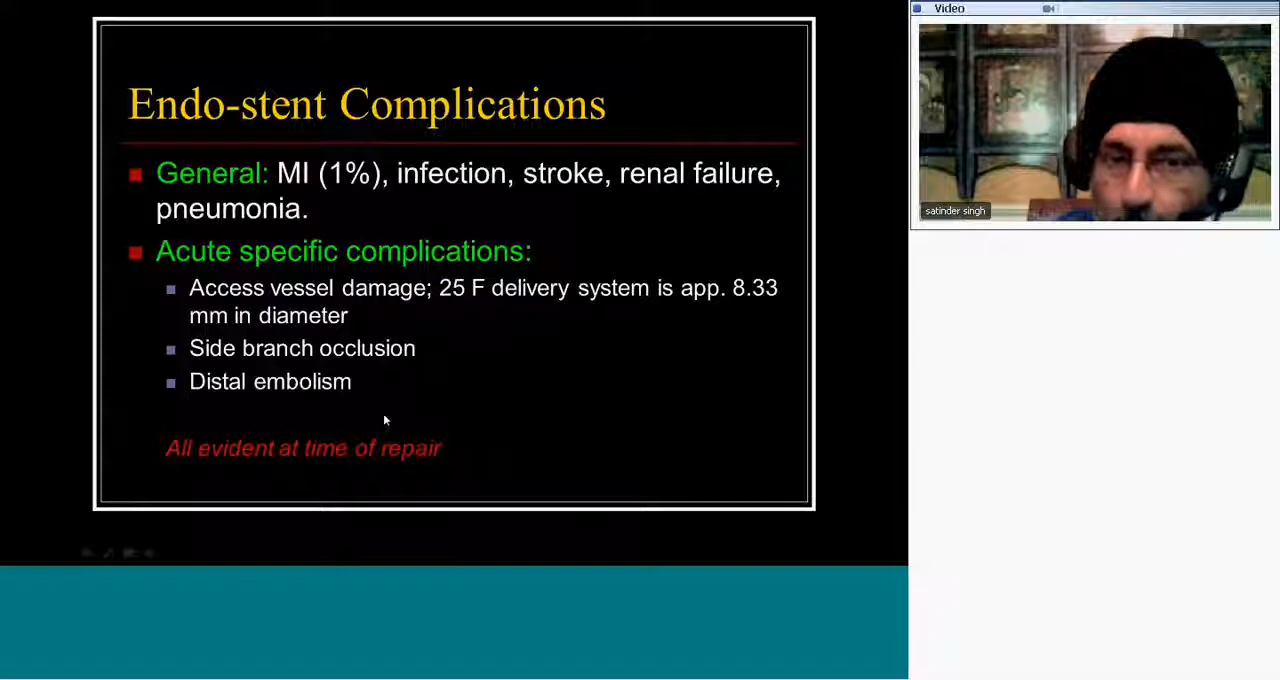 Endo-stent Complications
General: MI (1%), infection, stroke, renal failure,
pneumonia.
Acute specific complications:
Access vessel damage; 25 F delivery system is app. 8.33
mm in diameter
Side branch occlusion
Distal embolism
All evident at time of repair
Video
satinder singh